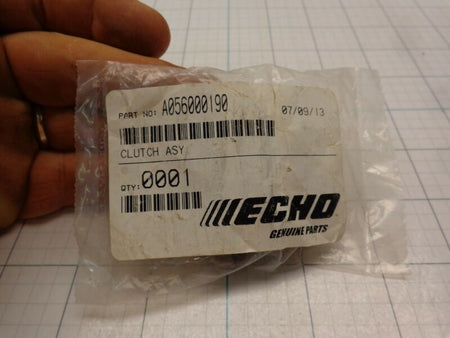 PART NO: A056000190 07/09/13
CLUTCH ASY
QTY: 0001
ECHO
GENUINE PARTS